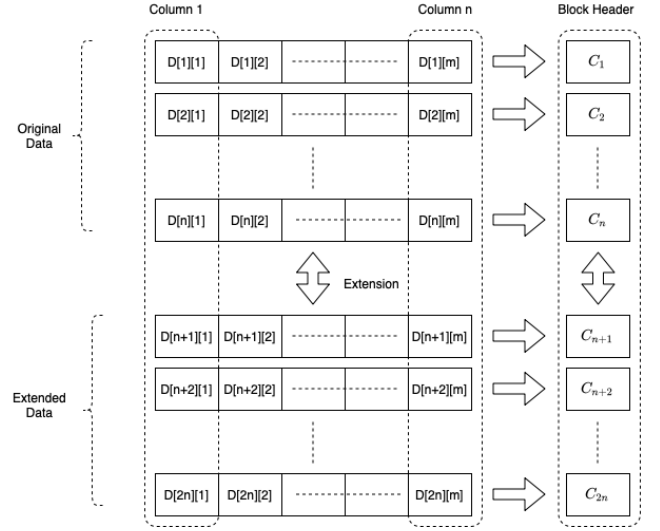 Column 1 Column n Block Header
D[1][1] D[1][2] D[1][m] C₁
D[2][1] D[2][2] D[2][m] C₂
Original
Data
D[n][1] D[n][2] D[n][m] Cₙ
Extension
D[n+1][1] D[n+1][2] D[n+1][m] Cₙ₊₁
D[n+2][1] D[n+2][2] D[n+2][m] Cₙ₊₂
Extended
Data
D[2n][1] D[2n][2] D[2n][m] C₂ₙ